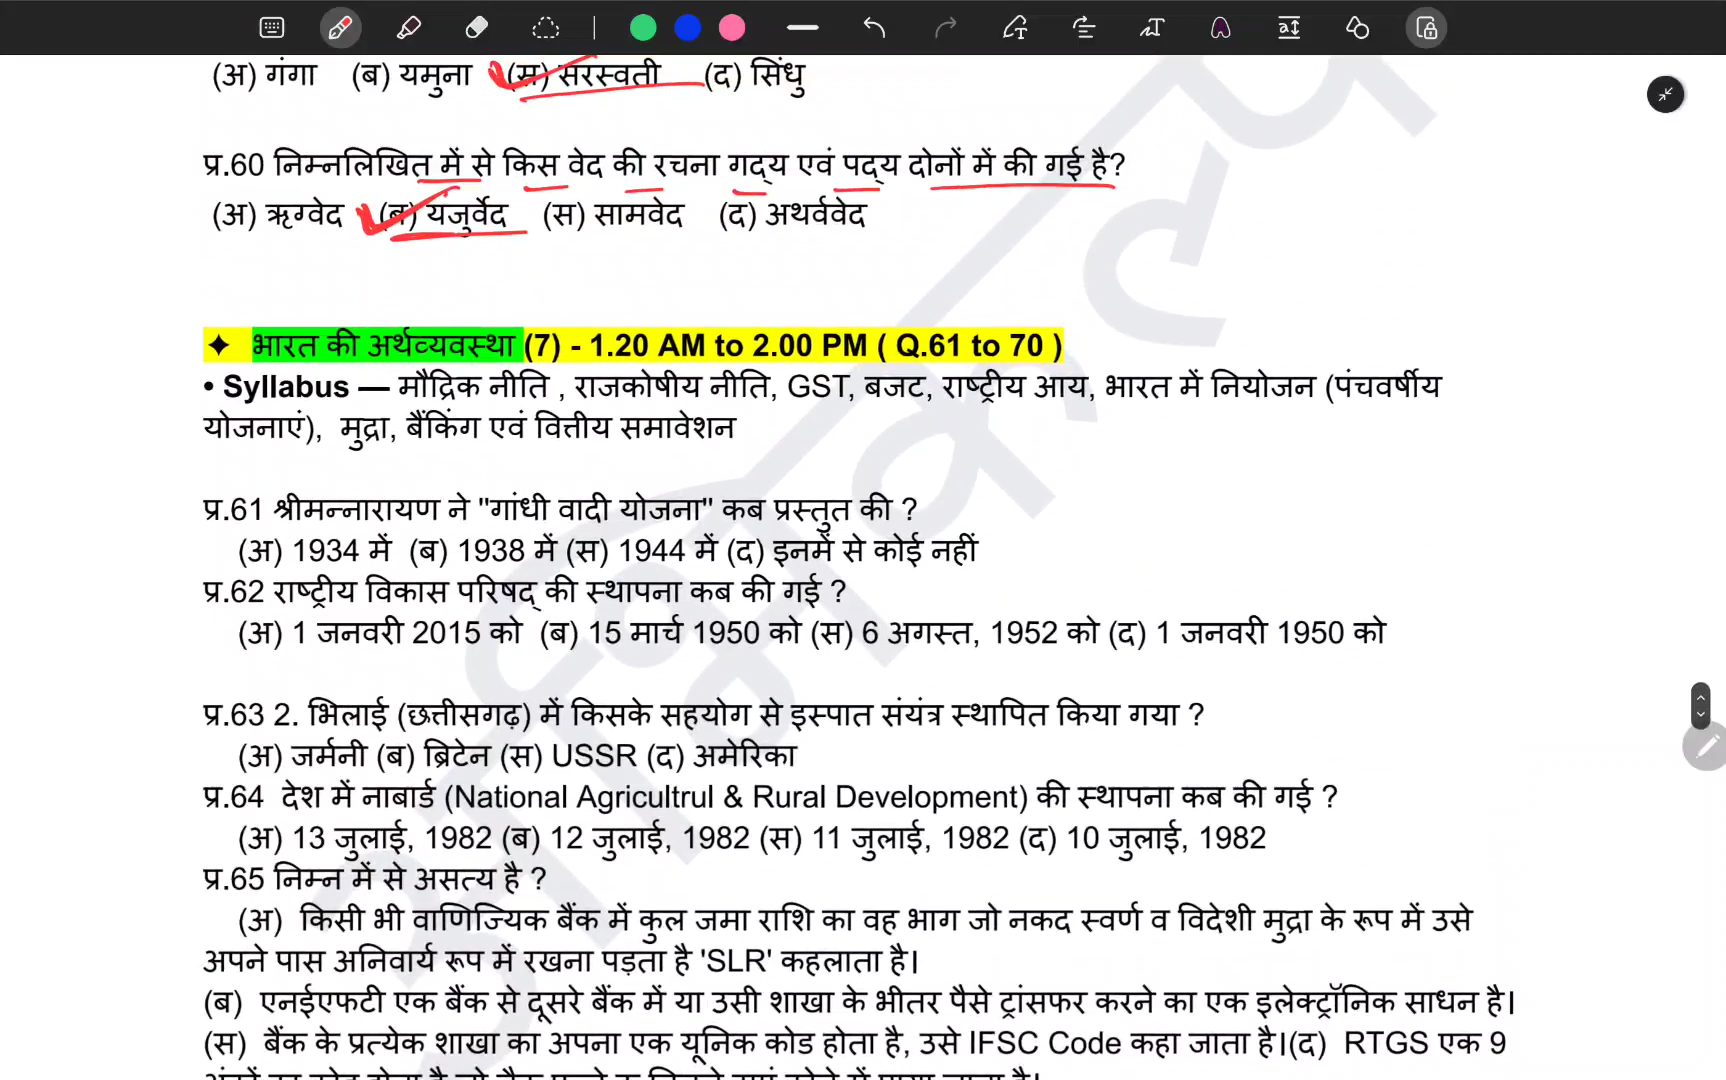 (अ) गंगा (ब) यमुना (स) सरस्वती (द) सिंधु
प्र.60 निम्नलिखित में से किस वेद की रचना गद्य एवं पद्य दोनों में की गई है?
(अ) ऋग्वेद (ब) यजुर्वेद (स) सामवेद (द) अथर्ववेद
✦ भारत की अर्थव्यवस्था (7) - 1.20 AM to 2.00 PM ( Q.61 to 70 )
• Syllabus — मौद्रिक नीति , राजकोषीय नीति, GST, बजट, राष्ट्रीय आय, भारत में नियोजन (पंचवर्षीय
योजनाएं), मुद्रा, बैंकिंग एवं वित्तीय समावेशन
प्र.61 श्रीमन्नारायण ने "गांधी वादी योजना" कब प्रस्तुत की ?
(अ) 1934 में (ब) 1938 में (स) 1944 में (द) इनमें से कोई नहीं
प्र.62 राष्ट्रीय विकास परिषद् की स्थापना कब की गई ?
(अ) 1 जनवरी 2015 को (ब) 15 मार्च 1950 को (स) 6 अगस्त, 1952 को (द) 1 जनवरी 1950 को
प्र.63 2. भिलाई (छत्तीसगढ़) में किसके सहयोग से इस्पात संयंत्र स्थापित किया गया ?
(अ) जर्मनी (ब) ब्रिटेन (स) USSR (द) अमेरिका
प्र.64 देश में नाबार्ड (National Agricultrul & Rural Development) की स्थापना कब की गई ?
(अ) 13 जुलाई, 1982 (ब) 12 जुलाई, 1982 (स) 11 जुलाई, 1982 (द) 10 जुलाई, 1982
प्र.65 निम्न में से असत्य है ?
(अ) किसी भी वाणिज्यिक बैंक में कुल जमा राशि का वह भाग जो नकद स्वर्ण व विदेशी मुद्रा के रूप में उसे
अपने पास अनिवार्य रूप में रखना पड़ता है 'SLR' कहलाता है।
(ब) एनईएफटी एक बैंक से दूसरे बैंक में या उसी शाखा के भीतर पैसे ट्रांसफर करने का एक इलेक्ट्रॉनिक साधन है।
(स) बैंक के प्रत्येक शाखा का अपना एक यूनिक कोड होता है, उसे IFSC Code कहा जाता है।(द) RTGS एक 9